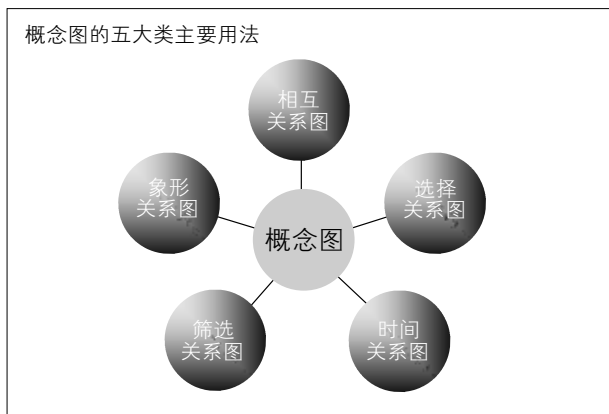 概念图的五大类主要用法
相互
关系图
象形
关系图
选择
关系图
概念图
筛选
关系图
时间
关系图